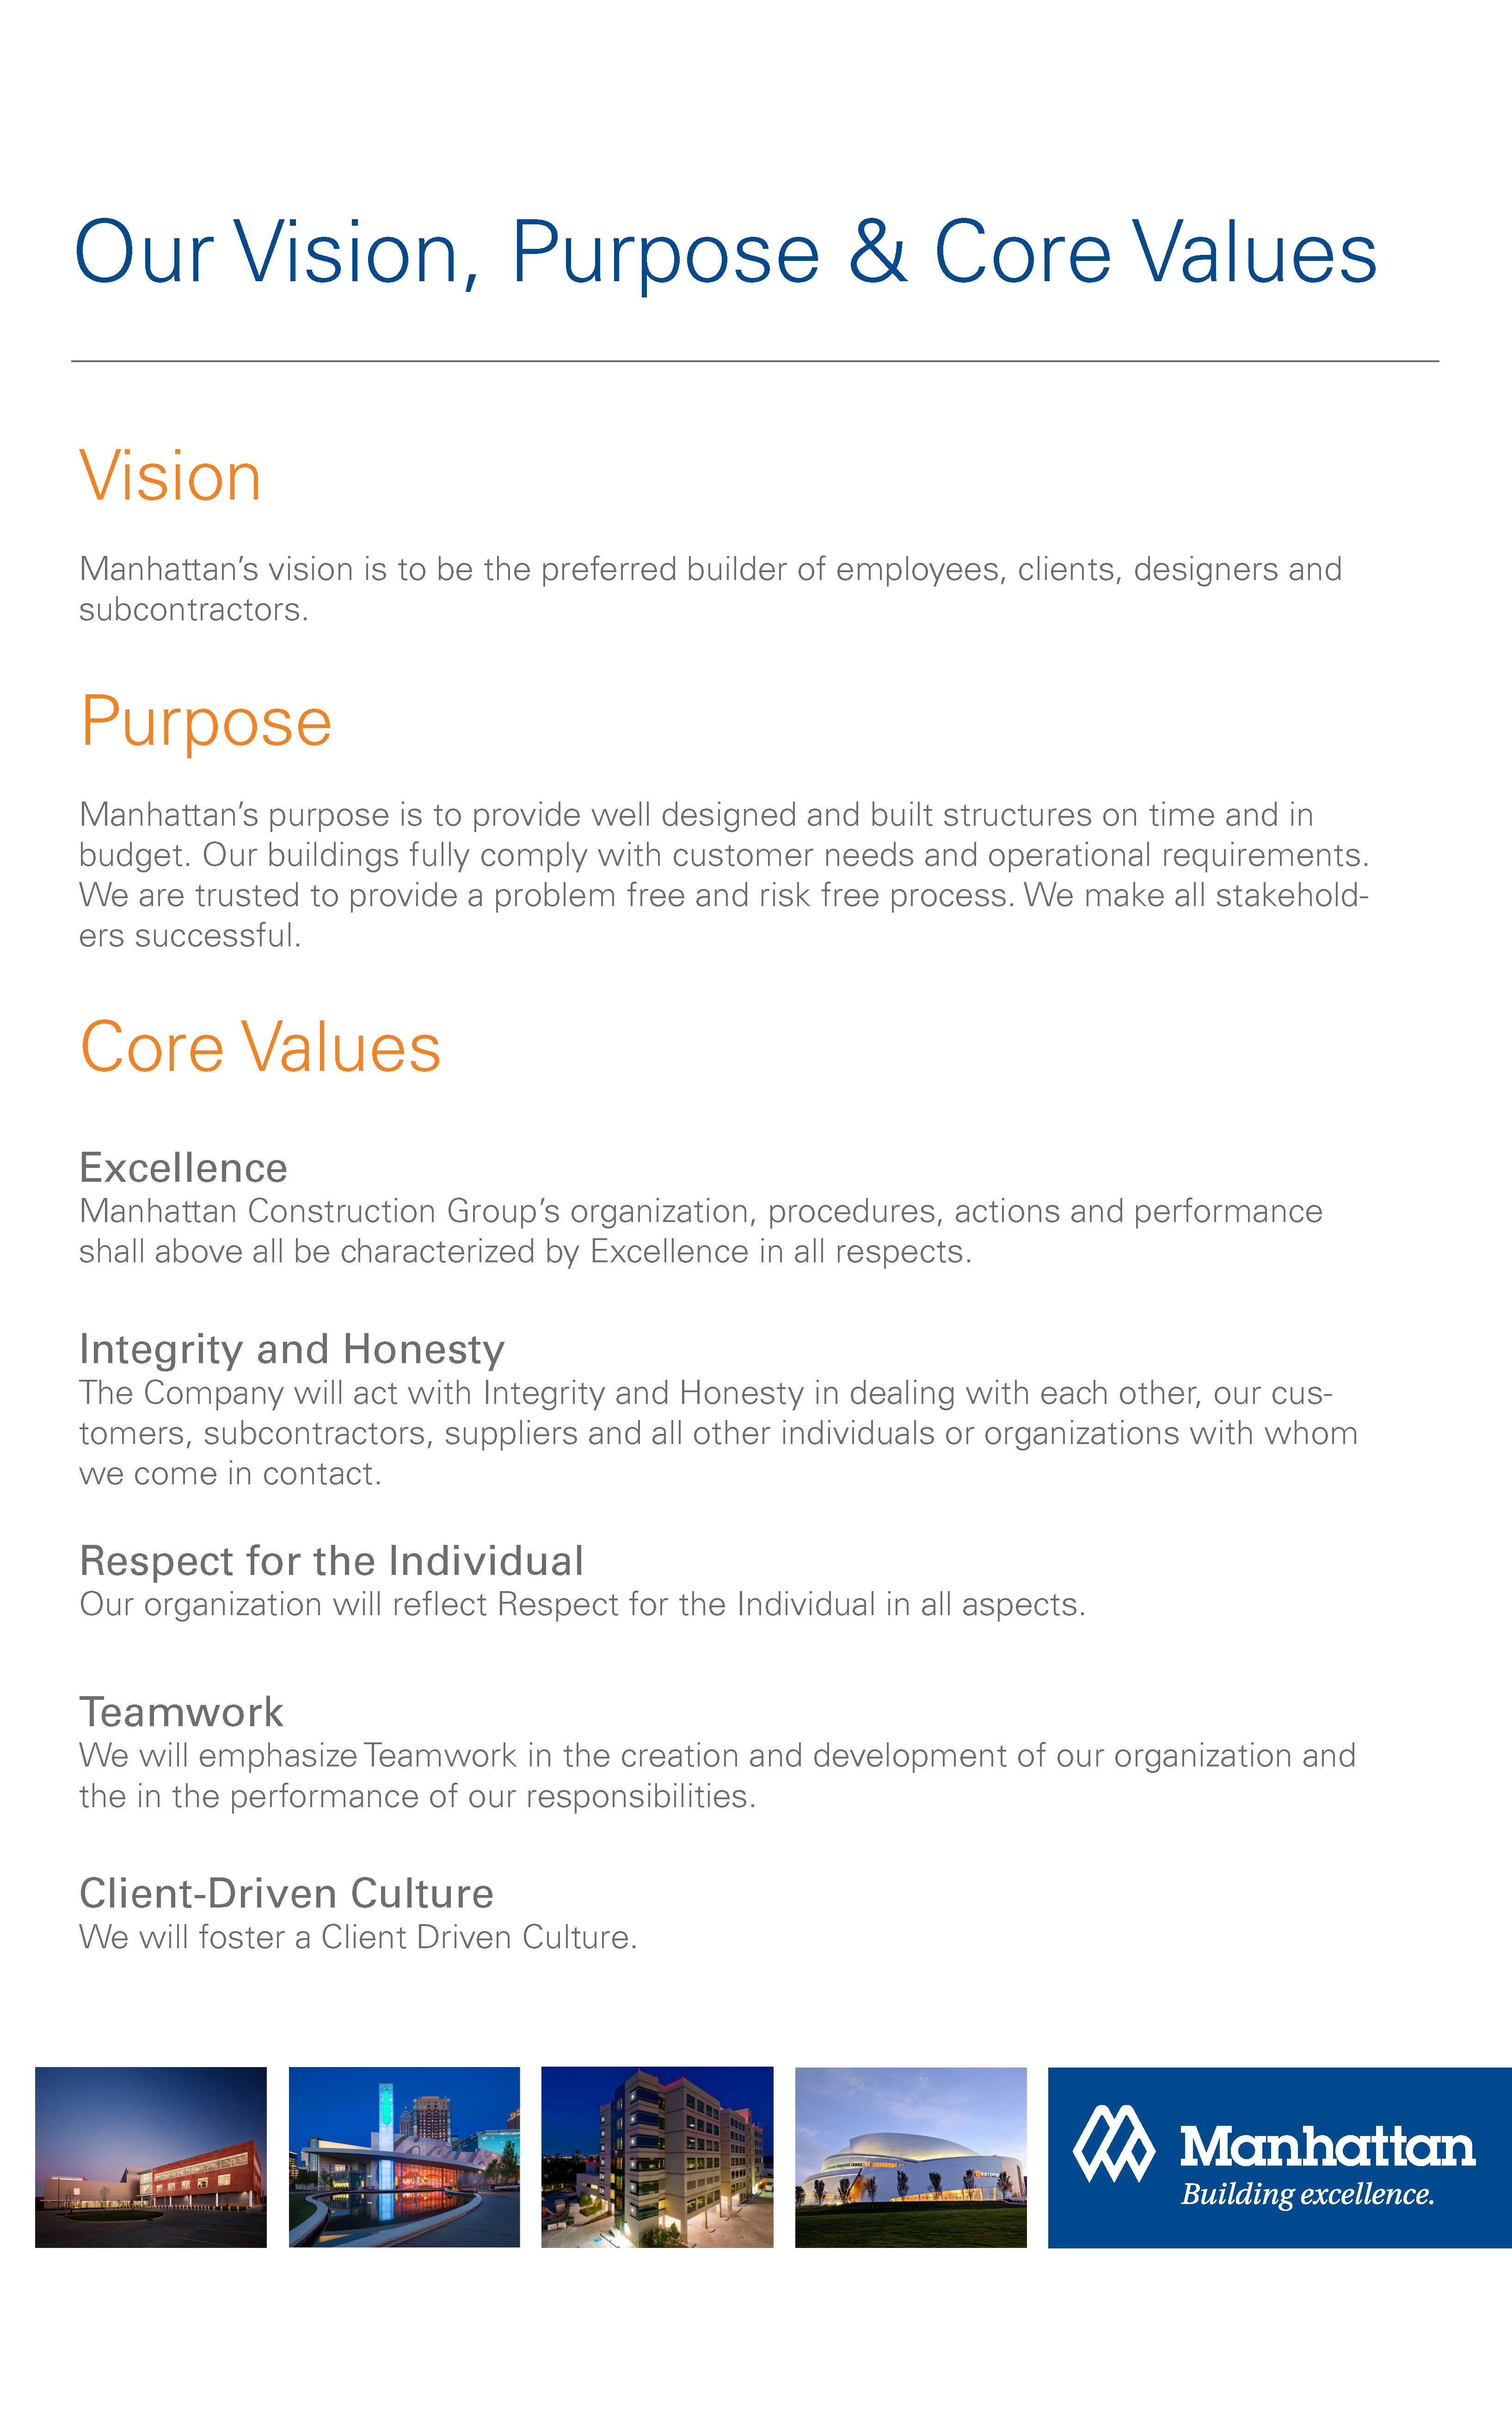 Our Vision, Purpose & Core Values
Vision
Manhattan’s vision is to be the preferred builder of employees, clients, designers and
subcontractors.
Purpose
Manhattan’s purpose is to provide well designed and built structures on time and in
budget. Our buildings fully comply with customer needs and operational requirements.
We are trusted to provide a problem free and risk free process. We make all stakehold-
ers successful.
Core Values
Excellence
Manhattan Construction Group’s organization, procedures, actions and performance
shall above all be characterized by Excellence in all respects.
Integrity and Honesty
The Company will act with Integrity and Honesty in dealing with each other, our cus-
tomers, subcontractors, suppliers and all other individuals or organizations with whom
we come in contact.
Respect for the Individual
Our organization will reflect Respect for the Individual in all aspects.
Teamwork
We will emphasize Teamwork in the creation and development of our organization and
the in the performance of our responsibilities.
Client-Driven Culture
We will foster a Client Driven Culture.
Manhattan
Building excellence.